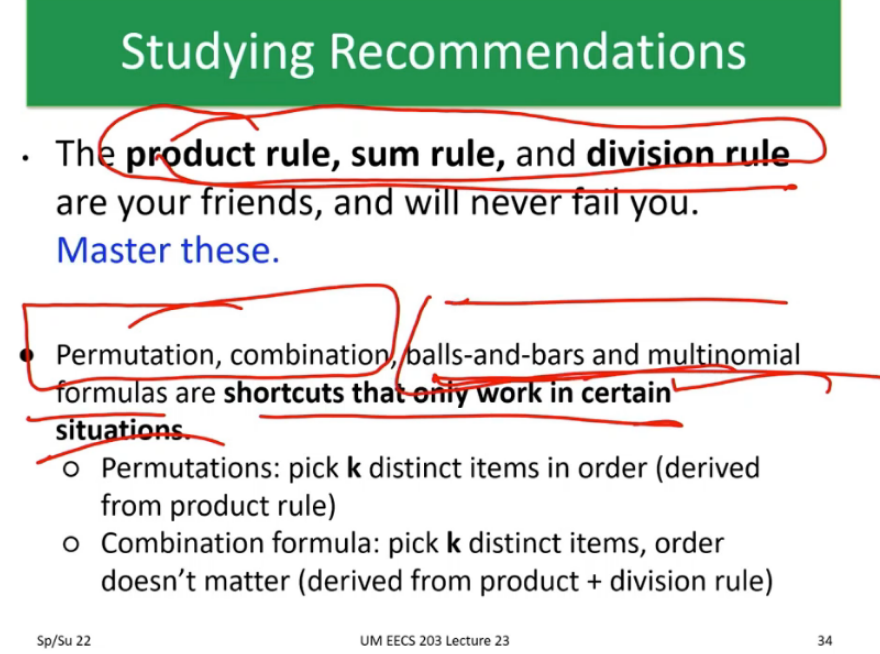 Studying Recommendations
• The product rule, sum rule, and division rule
are your friends, and will never fail you.
Master these.
● Permutation, combination, balls-and-bars and multinomial
formulas are shortcuts that only work in certain
situations.
○ Permutations: pick k distinct items in order (derived
from product rule)
○ Combination formula: pick k distinct items, order
doesn't matter (derived from product + division rule)
Sp/Su 22 UM EECS 203 Lecture 23 34